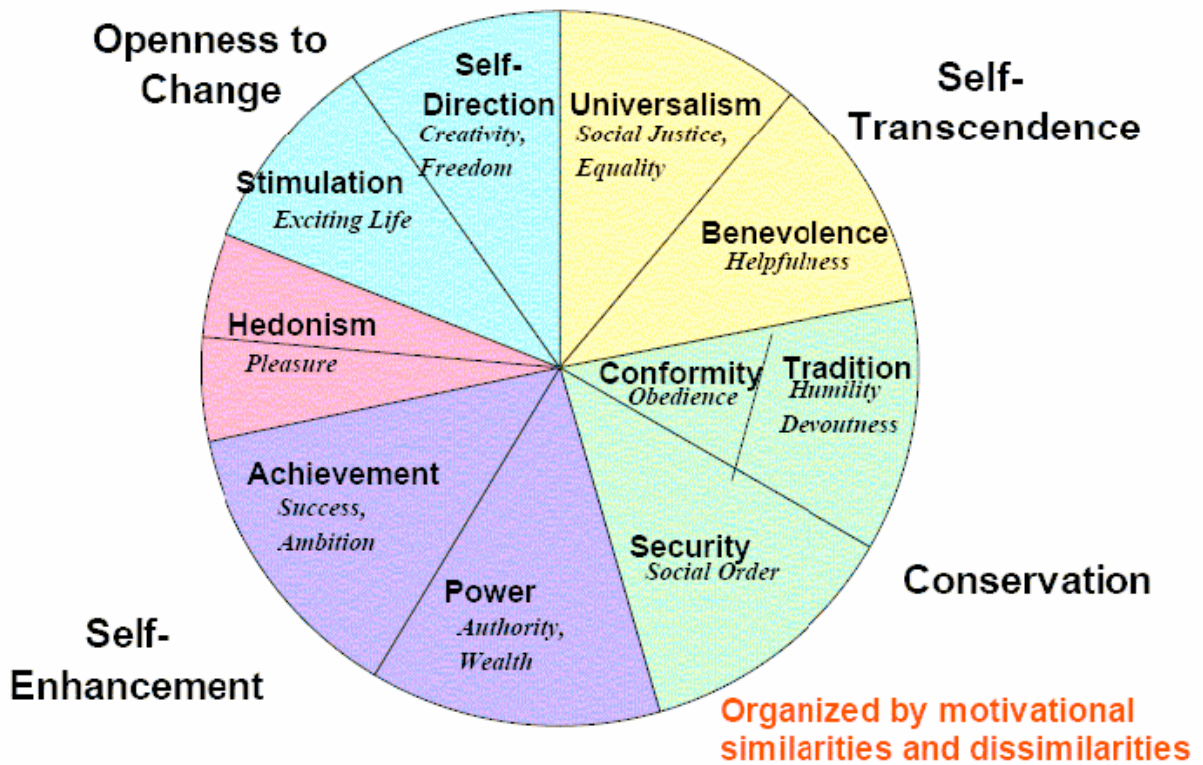 Openness to
Change
Self-
Direction
Creativity,
Freedom
Universalism
Social Justice,
Equality
Self-
Transcendence
Stimulation
Exciting Life
Benevolence
Helpfulness
Hedonism
Pleasure
Conformity
Obedience
Tradition
Humility
Devoutness
Achievement
Success,
Ambition
Security
Social Order
Power
Authority,
Wealth
Conservation
Self-
Enhancement
Organized by motivational
similarities and dissimilarities